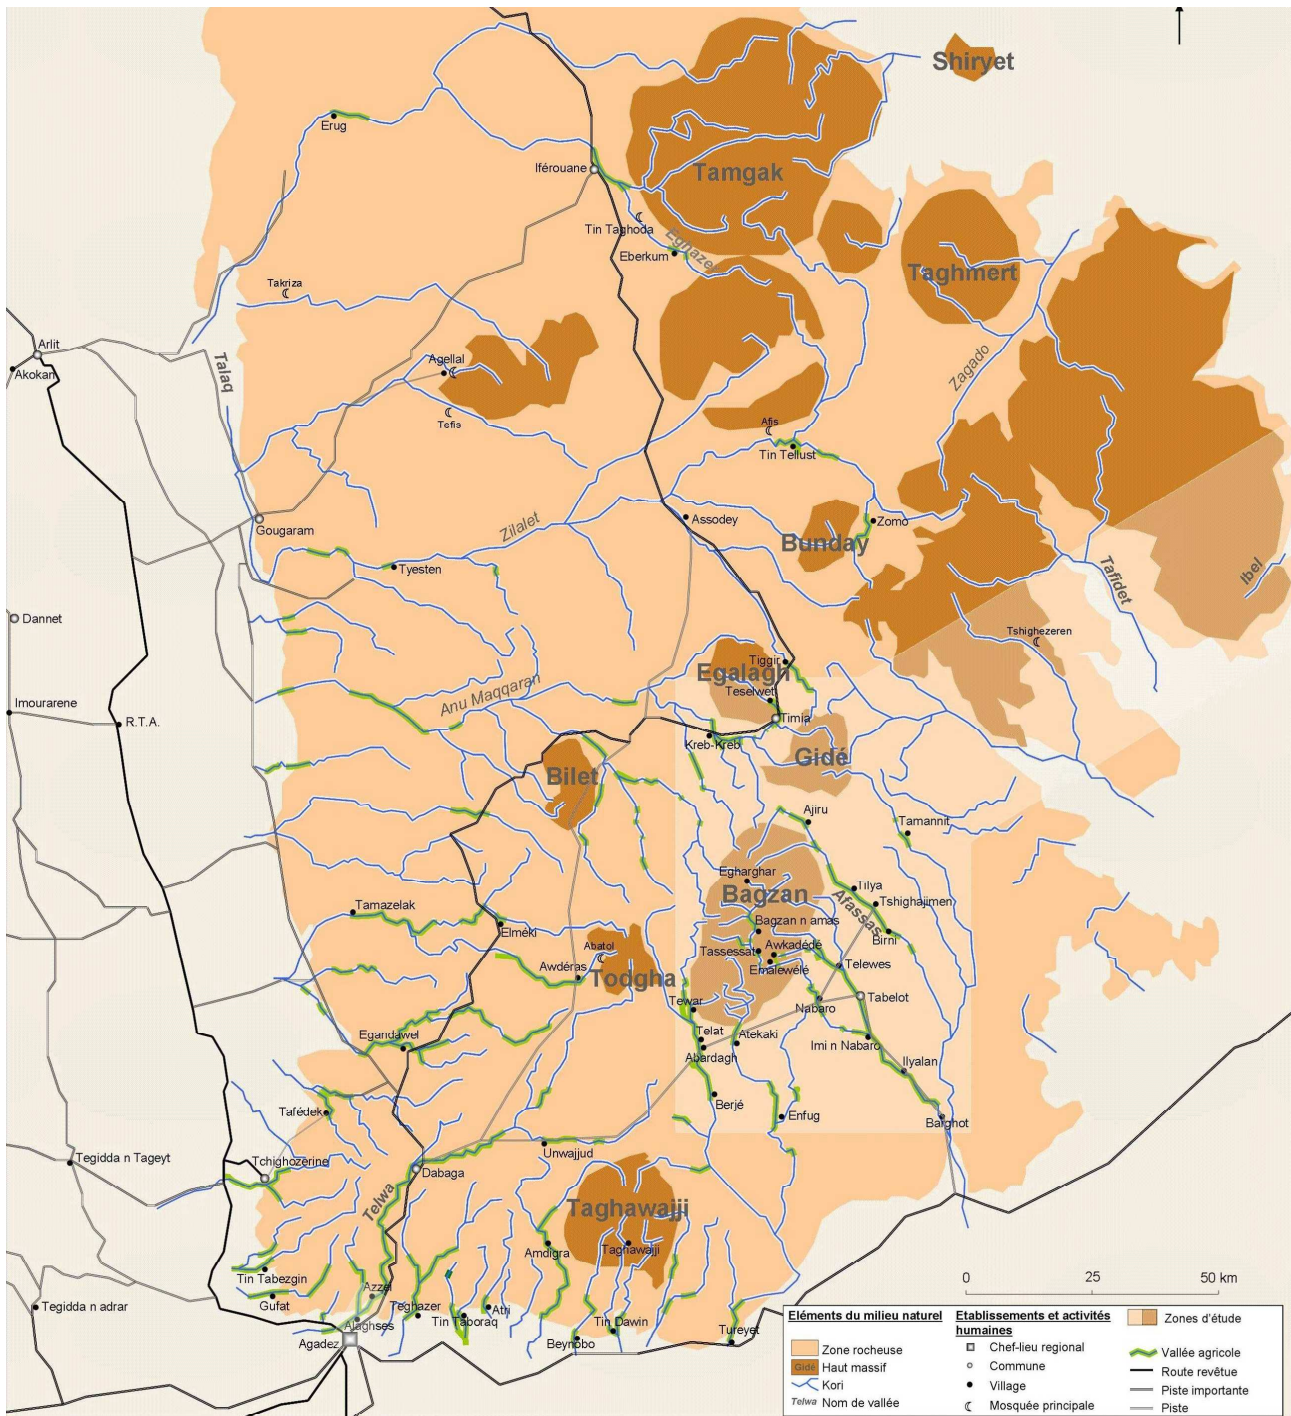 Shiryet
Erug
Iférouane
Tamgak
Tin Taghoda
Eghazer
Eberkum
Taghmert
Takriza
Arlit
Talaq
Agellal
Zagado
Akokan
Tefis
Afis
Tin Tellust
Gougaram
Zilalet
Assodey
Zomo
Bunday
Tyesten
Tafidet
Ibel
Dannet
Tshighezeren
Tiggir
Egalagh
Anu Maqqaran
Teselwet
Imourarene
R.T.A.
Timia
Kreb-Kreb
Gidé
Bilet
Ajiru
Tamannit
Egharghar
Bagzan
Tilya
Afassas
Tshighajimen
Tamazelak
Elméki
Bagzan n amas
Birni
Abatol
Tassessat
Awkadédé
Emalewélé
Telewes
Awdéras
Todgha
Tewar
Nabaro
Tabelot
Egandawel
Telat
Atekaki
Imi n Nabaro
Abardagh
Ilyalan
Berjé
Tafédek
Enfug
Barghot
Tegidda n Tageyt
Tchighozérine
Unwajjud
Dabaga
Telwa
Taghawajji
Amdigra
Taghawajji
Tin Tabezgin
Azzel
Gufat
Teghazer
Atri
Tegidda n adrar
Alaghses
Tin Taboraq
Tin Dawin
Agadez
Beynobo
Tureyet
0 25 50 km
Eléments du milieu naturel
Zone rocheuse
Gidé Haut massif
Kori
Telwa Nom de vallée
Etablissements et activités
humaines
Chef-lieu regional
Commune
Village
Mosquée principale
Zones d'étude
Vallée agricole
Route revêtue
Piste importante
Piste